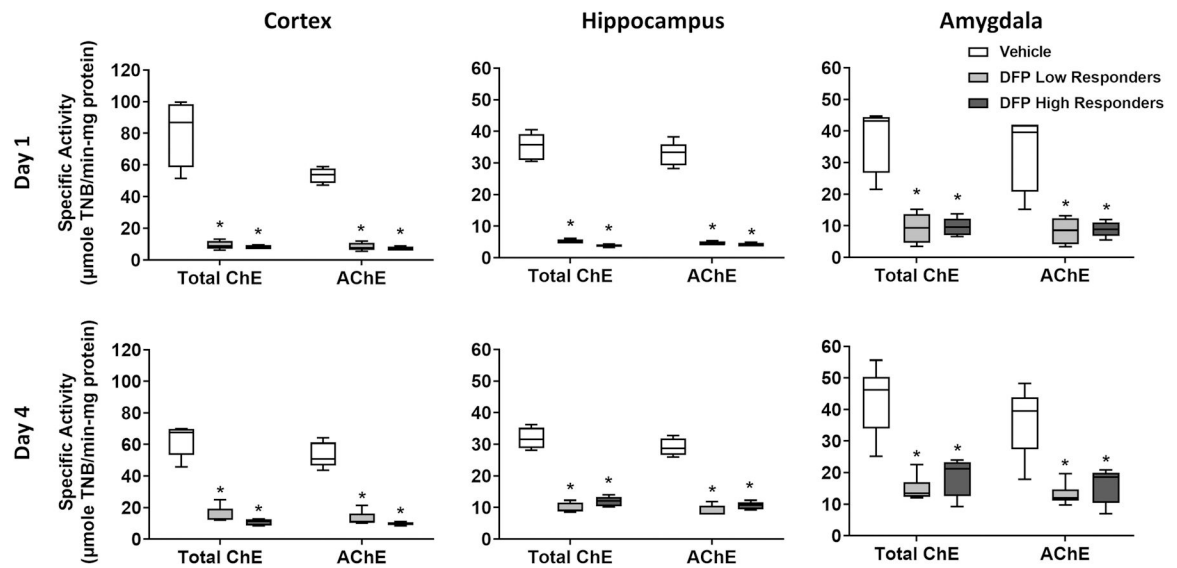 Cortex
Hippocampus
Amygdala
Vehicle
DFP Low Responders
DFP High Responders
Day 1
Specific Activity
(µmole TNB/min-mg protein)
120
100
80
60
40
20
0
* * * *
Total ChE AChE
60
50
40
30
20
10
0
* * * *
Total ChE AChE
60
50
40
30
20
10
0
* * * *
Total ChE AChE
Day 4
Specific Activity
(µmole TNB/min-mg protein)
120
100
80
60
40
20
0
* * * *
Total ChE AChE
60
50
40
30
20
10
0
* * * *
Total ChE AChE
60
50
40
30
20
10
0
* * * *
Total ChE AChE